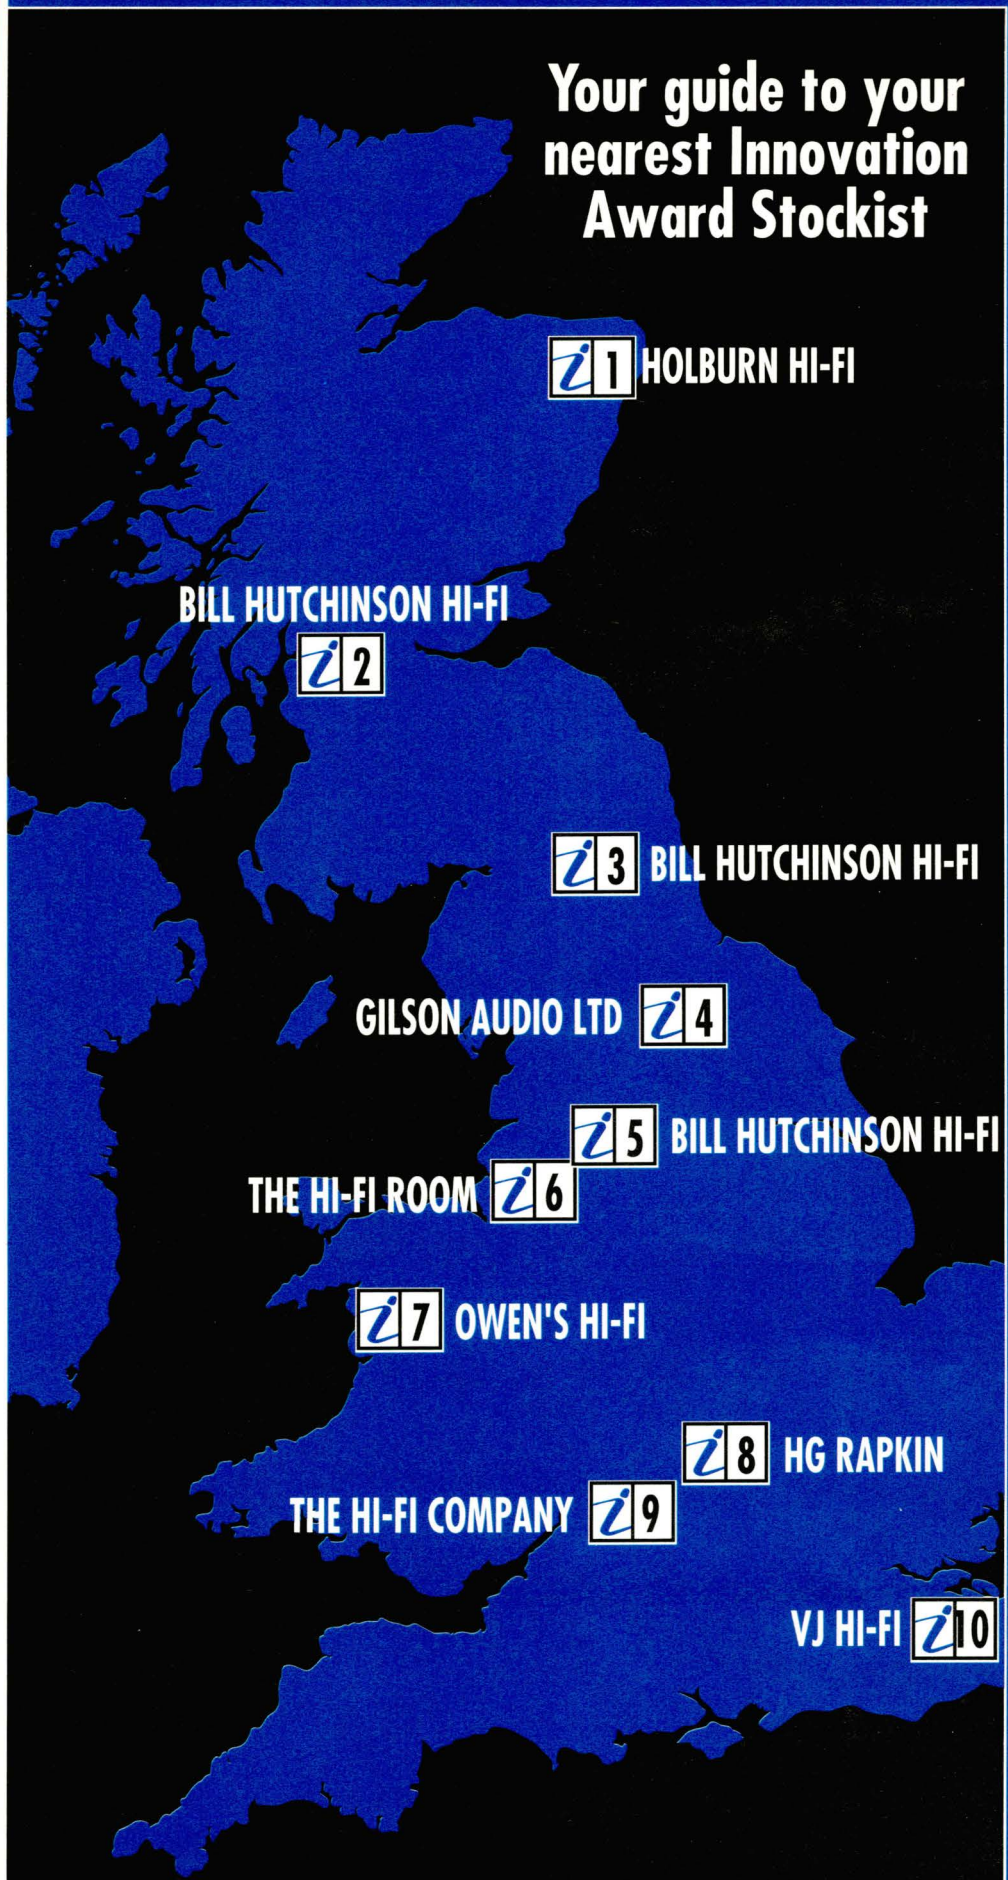 Your guide to your
nearest Innovation
Award Stockist
i 1 HOLBURN HI-FI
BILL HUTCHINSON HI-FI
i 2
i 3 BILL HUTCHINSON HI-FI
GILSON AUDIO LTD i 4
i 5 BILL HUTCHINSON HI-FI
THE HI-FI ROOM i 6
i 7 OWEN'S HI-FI
i 8 HG RAPKIN
THE HI-FI COMPANY i 9
VJ HI-FI i 10